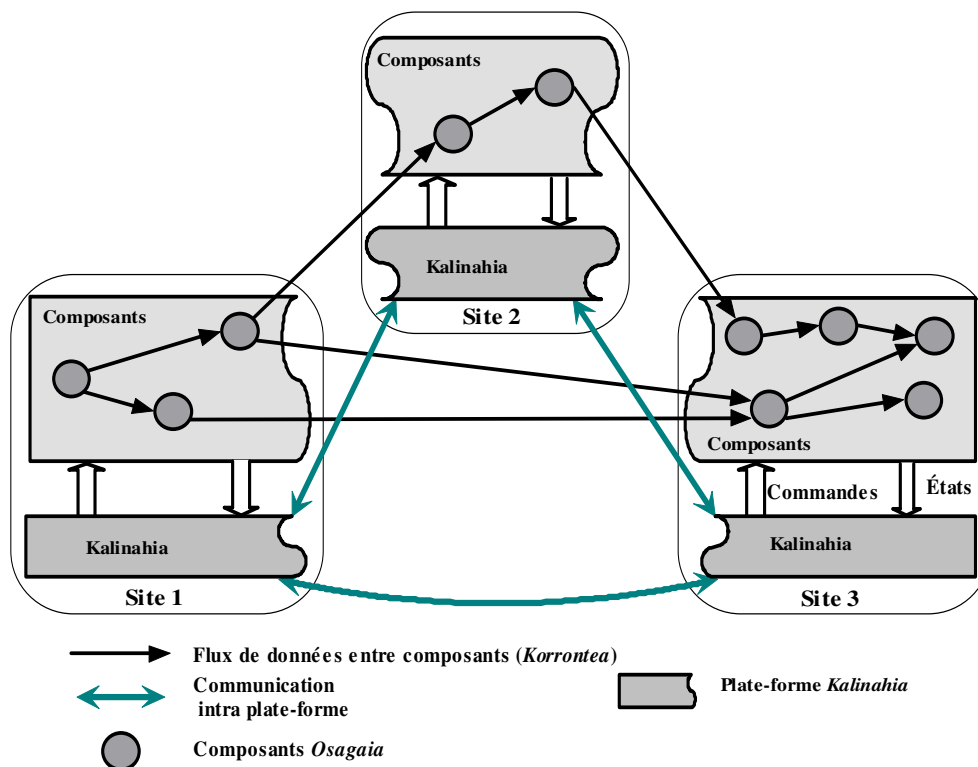 Composants
Kalinahia
Site 2
Composants
Kalinahia
Site 1
Composants
Commandes
États
Kalinahia
Site 3
Flux de données entre composants (Korrontea)
Communication
intra plate-forme
Plate-forme Kalinahia
Composants Osagaia